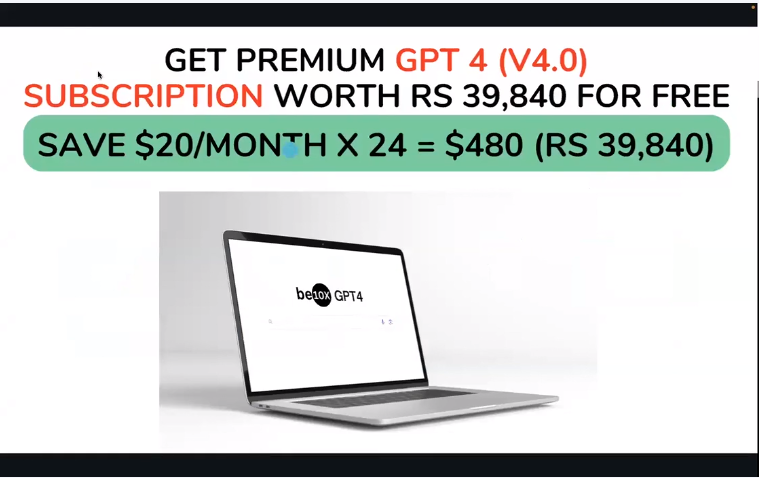 GET PREMIUM GPT 4 (V4.0)
SUBSCRIPTION WORTH RS 39,840 FOR FREE
SAVE $20/MONTH X 24 = $480 (RS 39,840)
be10X GPT4